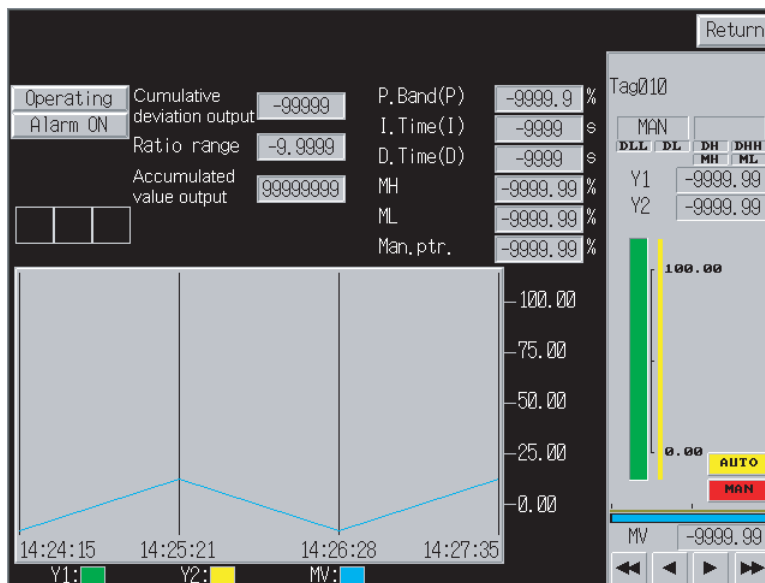 Return
Operating
Alarm ON
Cumulative
deviation output
-99999
Ratio range
-9.9999
Accumulated
value output
99999999
P.Band(P) -9999.9 %
I.Time(I) -9999 s
D.Time(D) -9999 s
MH -9999.99 %
ML -9999.99 %
Man.ptr. -9999.99 %
100.00
75.00
50.00
25.00
0.00
14:24:15 14:25:21 14:26:28 14:27:35
Y1: Y2: MV:
Tag010
MAN
DLL DL DH DHH
MH ML
Y1 -9999.99
Y2 -9999.99
100.00
0.00
AUTO
MAN
MV -9999.99